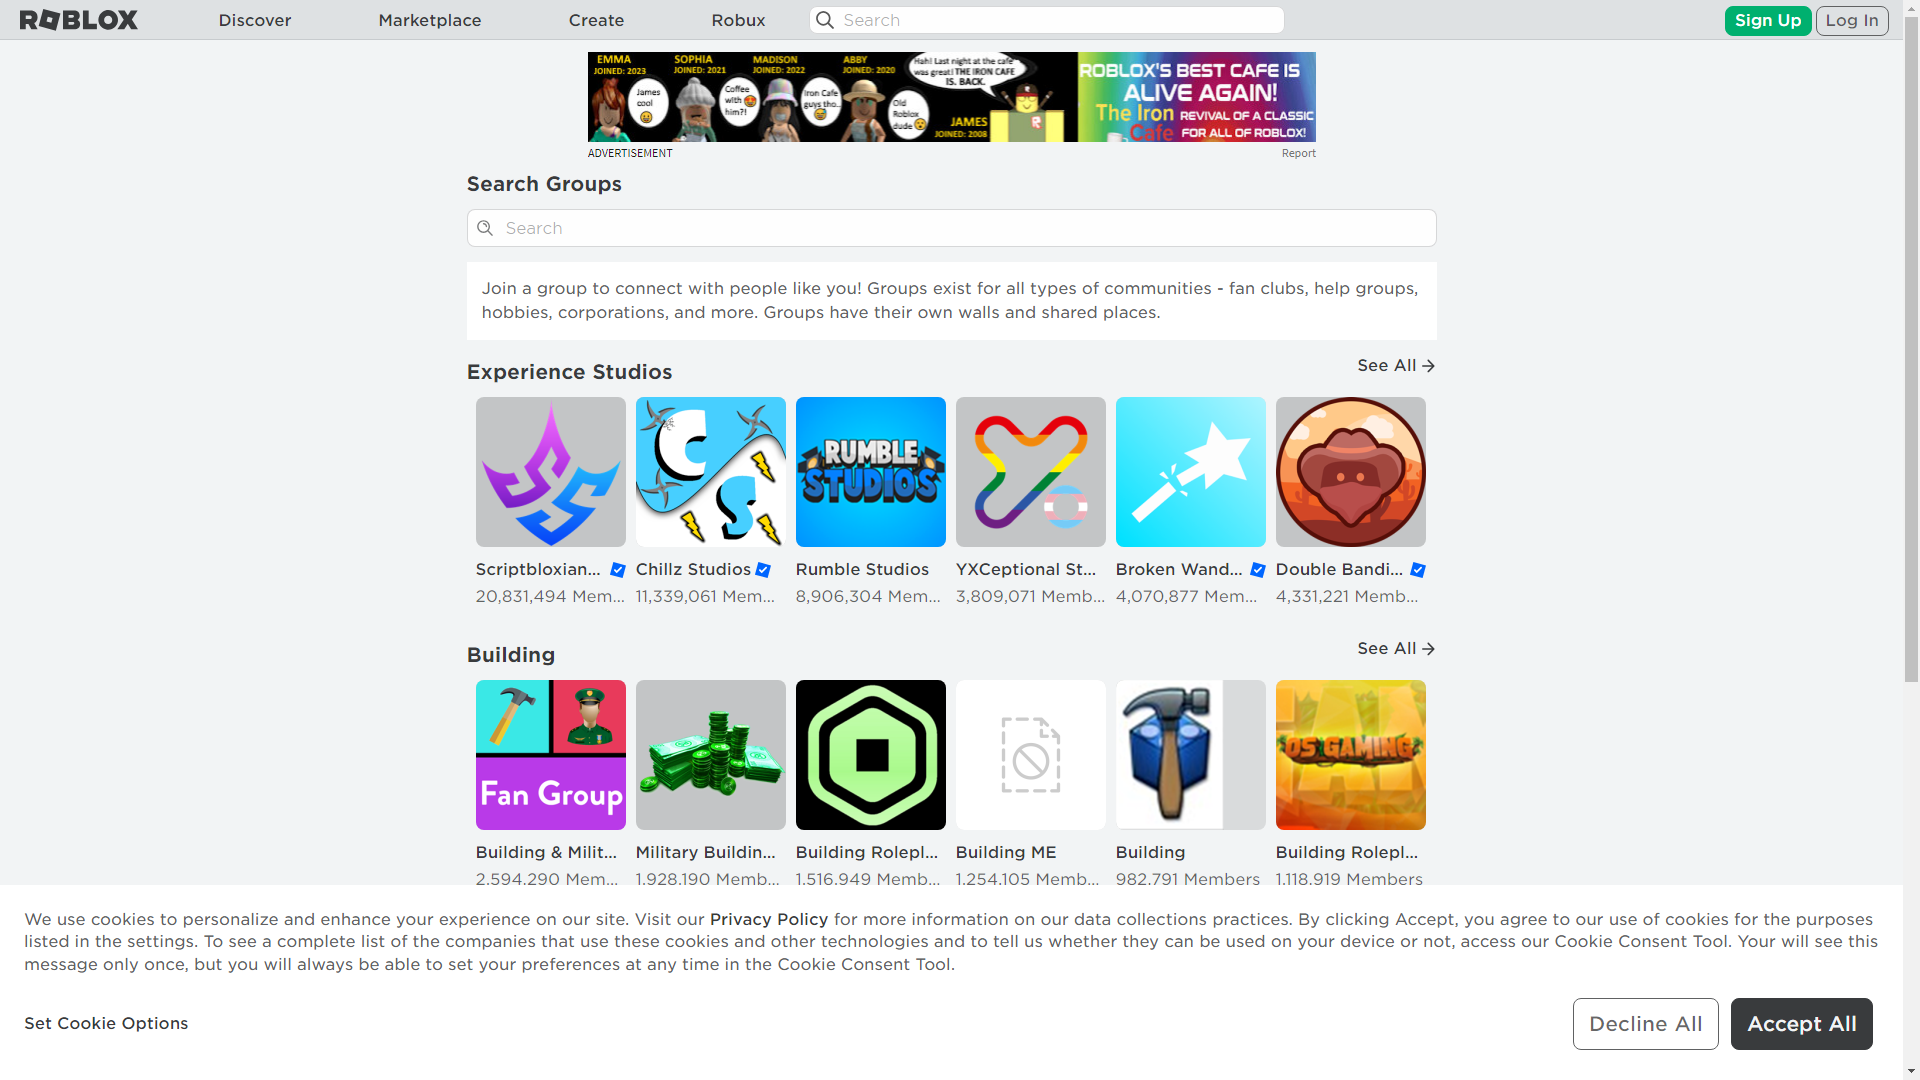 ROBLOX
Discover
Marketplace
Create
Robux
Search
Sign Up
Log In
EMMA
JOINED: 2023
James
cool
SOPHIA
JOINED: 2021
Coffee
with
him?!
MADISON
JOINED: 2022
Iron Cafe
guys tho..
ABBY
JOINED: 2020
Old
Roblox
dude
Hah! Last night at the cafe
was great! THE IRON CAFE
IS. BACK.
JAMES
JOINED: 2008
ROBLOX'S BEST CAFE IS
ALIVE AGAIN!
The Iron
Cafe
REVIVAL OF A CLASSIC
FOR ALL OF ROBLOX!
ADVERTISEMENT
Report
Search Groups
Search
Join a group to connect with people like you! Groups exist for all types of communities - fan clubs, help groups,
hobbies, corporations, and more. Groups have their own walls and shared places.
Experience Studios
See All
C
S
RUMBLE
STUDIOS
Scriptbloxian...
Chillz Studios
Rumble Studios
YXCeptional St...
Broken Wand...
Double Bandi...
20,831,494 Mem...
11,339,061 Mem...
8,906,304 Mem...
3,809,071 Memb...
4,070,877 Mem...
4,331,221 Memb...
Building
See All
Fan Group
OS GAMING
Building & Milit...
Military Buildin...
Building Rolepl...
Building ME
Building
Building Rolepl...
2,594,290 Mem...
1,928,190 Memb...
1,516,949 Memb...
1,254,105 Memb...
982,791 Members
1,118,919 Members
We use cookies to personalize and enhance your experience on our site. Visit our Privacy Policy for more information on our data collections practices. By clicking Accept, you agree to our use of cookies for the purposes
listed in the settings. To see a complete list of the companies that use these cookies and other technologies and to tell us whether they can be used on your device or not, access our Cookie Consent Tool. Your will see this
message only once, but you will always be able to set your preferences at any time in the Cookie Consent Tool.
Set Cookie Options
Decline All
Accept All